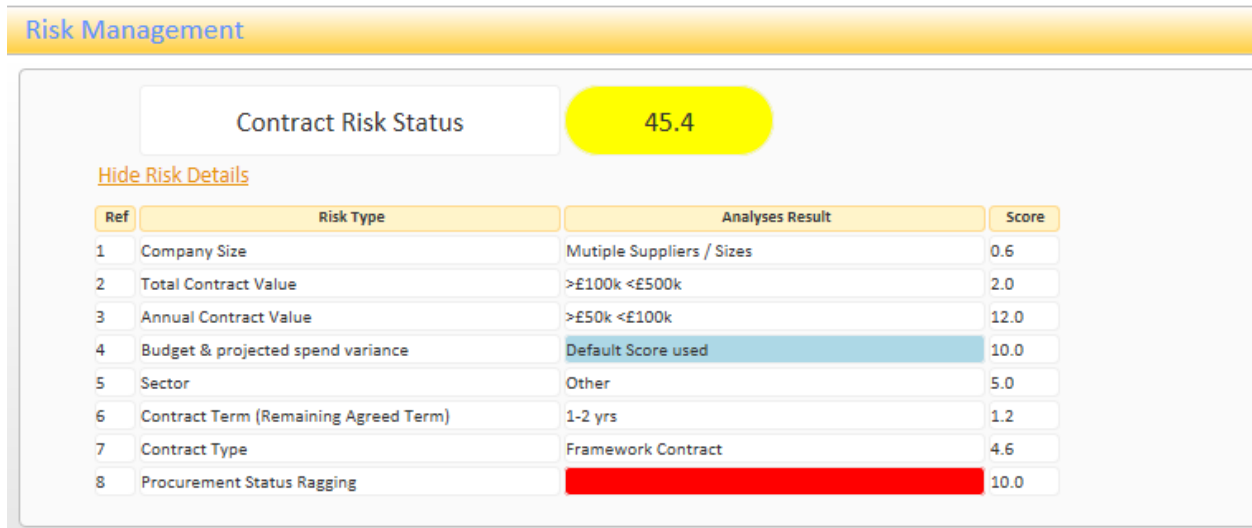 Risk Management
Contract Risk Status 45.4
Hide Risk Details
Ref Risk Type Analyses Result Score
1 Company Size Mutiple Suppliers / Sizes 0.6
2 Total Contract Value >£100k <£500k 2.0
3 Annual Contract Value >£50k <£100k 12.0
4 Budget & projected spend variance Default Score used 10.0
5 Sector Other 5.0
6 Contract Term (Remaining Agreed Term) 1-2 yrs 1.2
7 Contract Type Framework Contract 4.6
8 Procurement Status Ragging 10.0